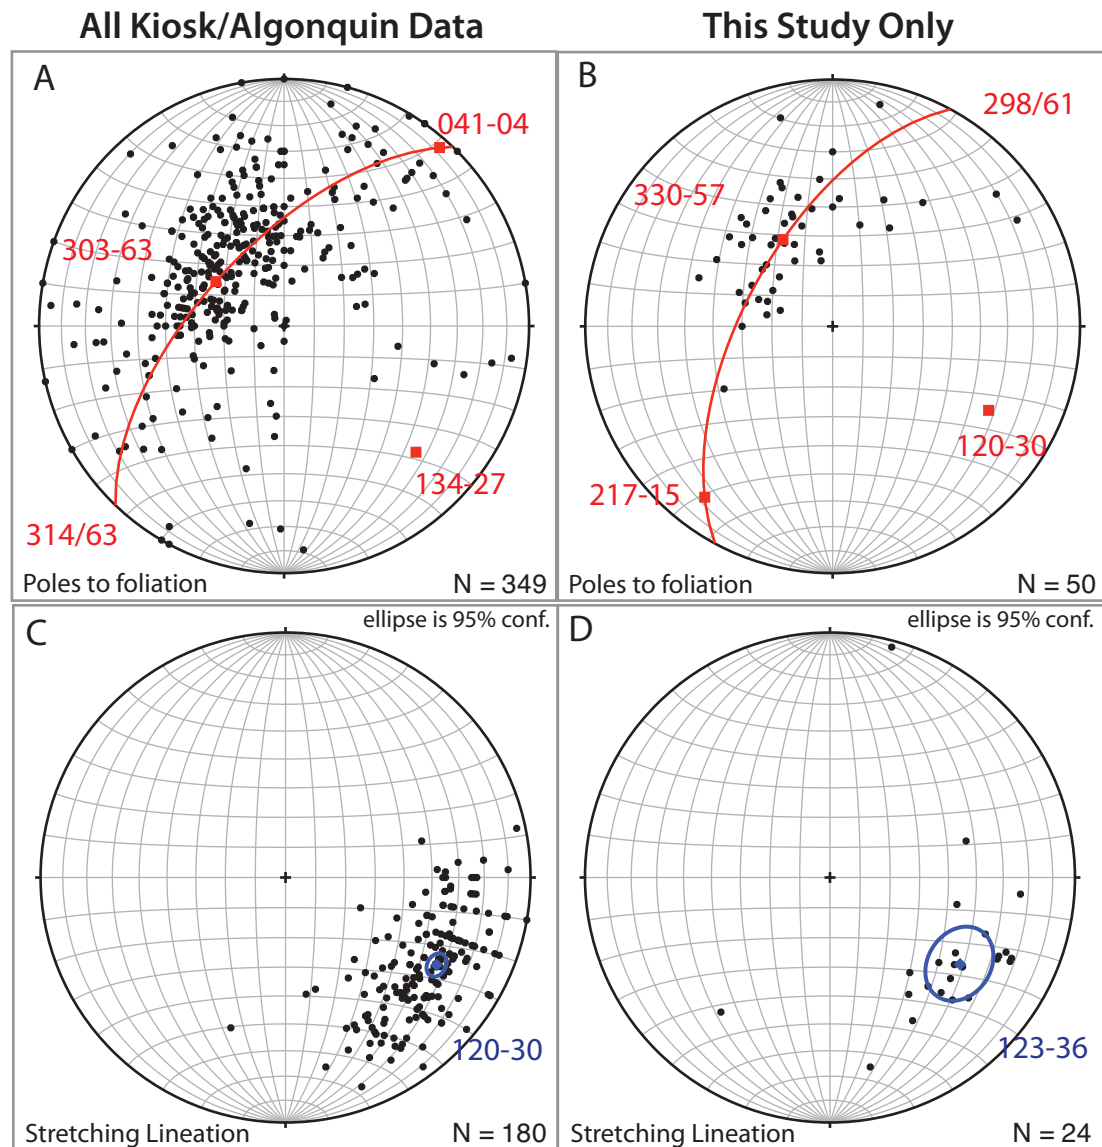 All Kiosk/Algonquin Data
This Study Only
A
041-04
303-63
134-27
314/63
Poles to foliation
N = 349
B
298/61
330-57
120-30
217-15
Poles to foliation
N = 50
ellipse is 95% conf.
C
120-30
Stretching Lineation
N = 180
ellipse is 95% conf.
D
123-36
Stretching Lineation
N = 24